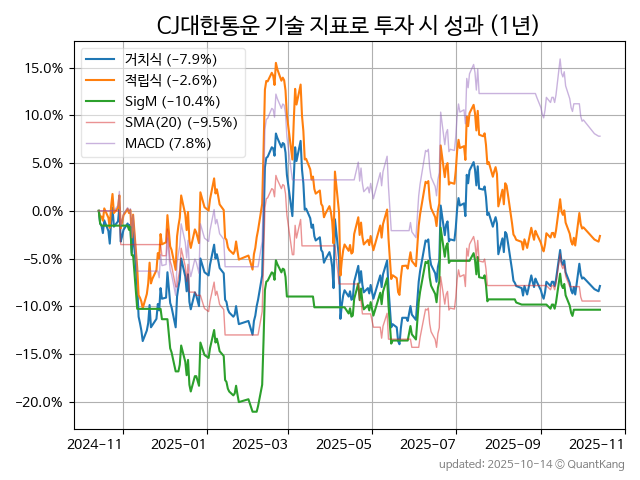 CJ대한통운 기술 지표로 투자 시 성과 (1년)
거치식 (−7.9%)
적립식 (−2.6%)
SigM (−10.4%)
SMA(20) (−9.5%)
MACD (7.8%)
15.0%
10.0%
5.0%
0.0%
−5.0%
−10.0%
−15.0%
−20.0%
2024-11 2025-01 2025-03 2025-05 2025-07 2025-09 2025-11
updated: 2025-10-14 © QuantKang